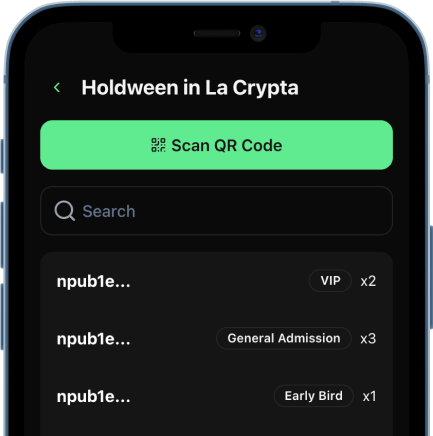 Holdween in La Crypta
Scan QR Code
Search
npub1e... VIP x2
npub1e... General Admission x3
npub1e... Early Bird x1